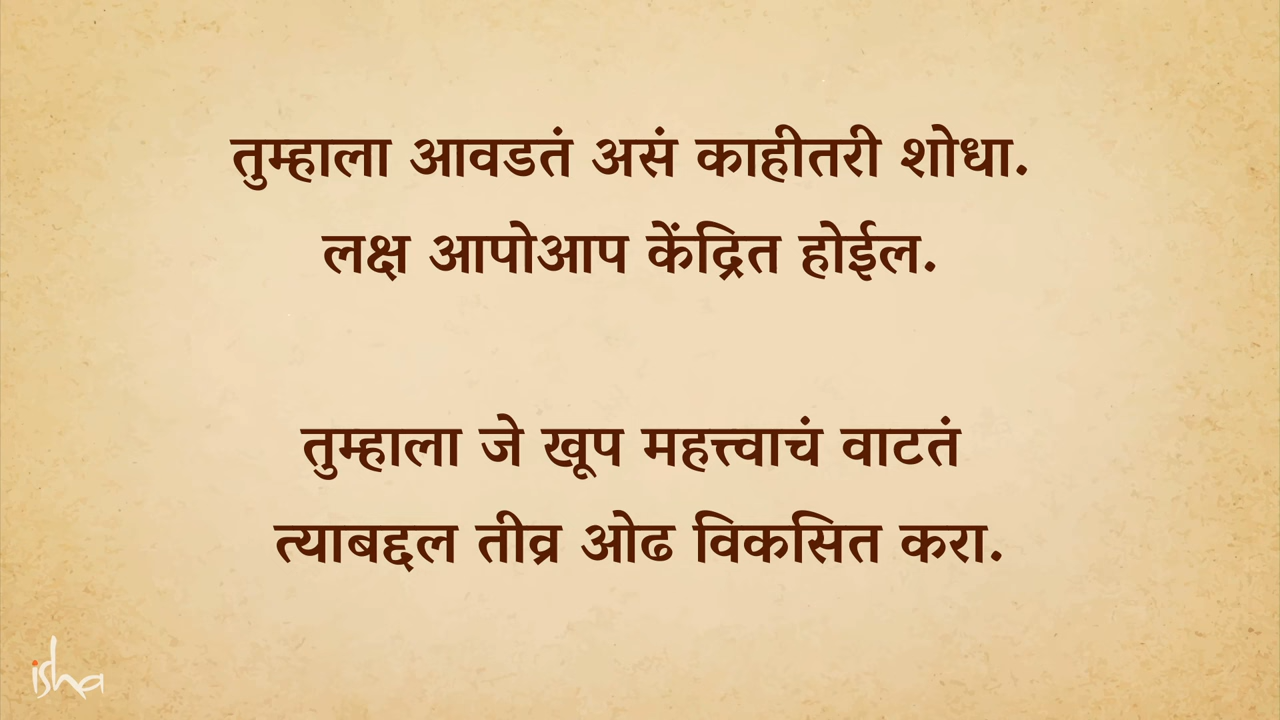 तुम्हाला आवडतं असं काहीतरी शोधा.
लक्ष आपोआप केंद्रित होईल.
तुम्हाला जे खूप महत्त्वाचं वाटतं
त्याबद्दल तीव्र ओढ विकसित करा.
isha